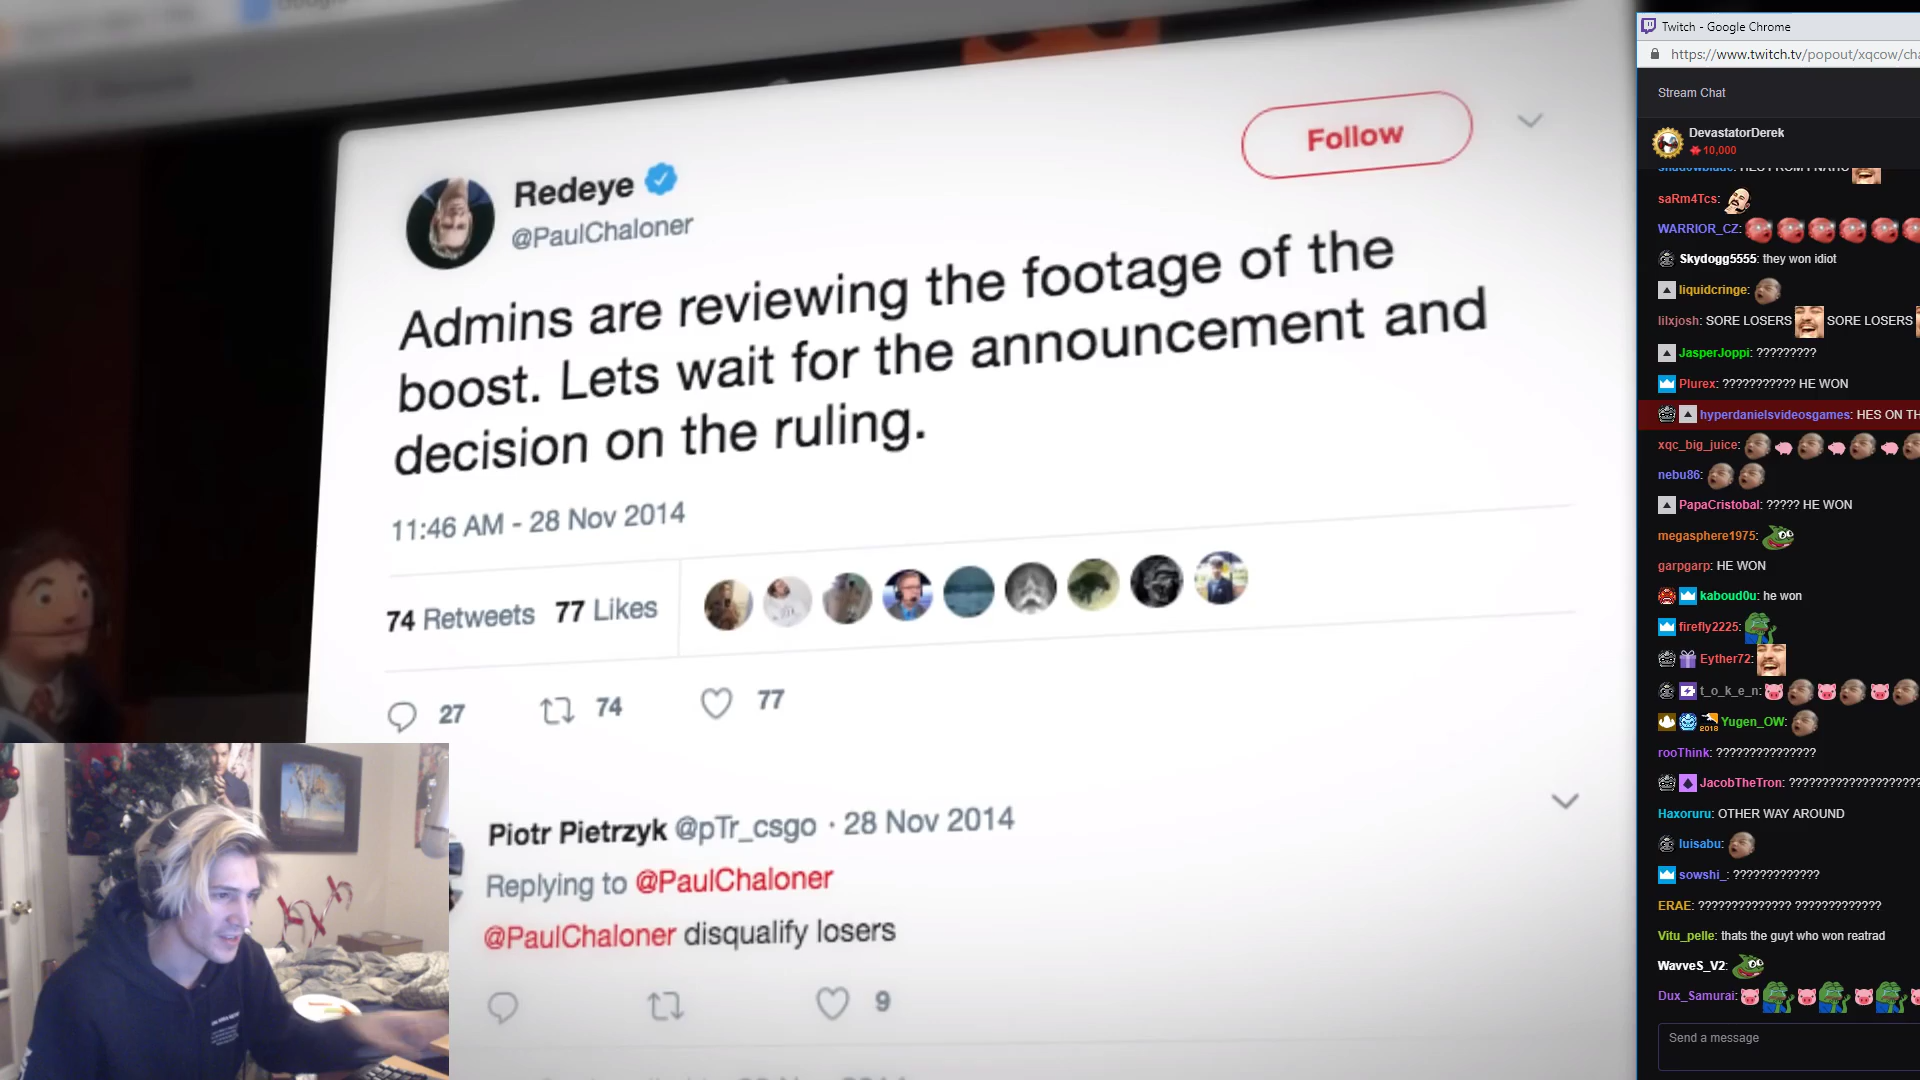 Redeye
@PaulChaloner
Follow
Admins are reviewing the footage of the
boost. Lets wait for the announcement and
decision on the ruling.
11:46 AM - 28 Nov 2014
74 Retweets 77 Likes
27 74 77
Piotr Pietrzyk @pTr_csgo · 28 Nov 2014
Replying to @PaulChaloner
@PaulChaloner disqualify losers
9
Twitch - Google Chrome
https://www.twitch.tv/popout/xqcow/cha
Stream Chat
DevastatorDerek
10,000
saRm4Tcs:
WARRIOR_CZ:
Skydogg5555: they won idiot
liquidcringe:
lilxjosh: SORE LOSERS SORE LOSERS
JasperJoppi: ?????????
Plurex: ??????????? HE WON
hyperdanielsvideosgames: HES ON TH
xqc_big_juice:
nebu86:
PapaCristobal: ????? HE WON
megasphere1975:
garpgarp: HE WON
kaboud0u: he won
firefly2225:
Eyther72:
t_o_k_e_n:
2018 Yugen_OW:
rooThink: ???????????????
JacobTheTron: ????????????????????
Haxoruru: OTHER WAY AROUND
luisabu:
sowshi_: ?????????????
ERAE: ?????????????? ?????????????
Vitu_pelle: thats the guyt who won reatrad
WavveS_V2:
Dux_Samurai:
Send a message